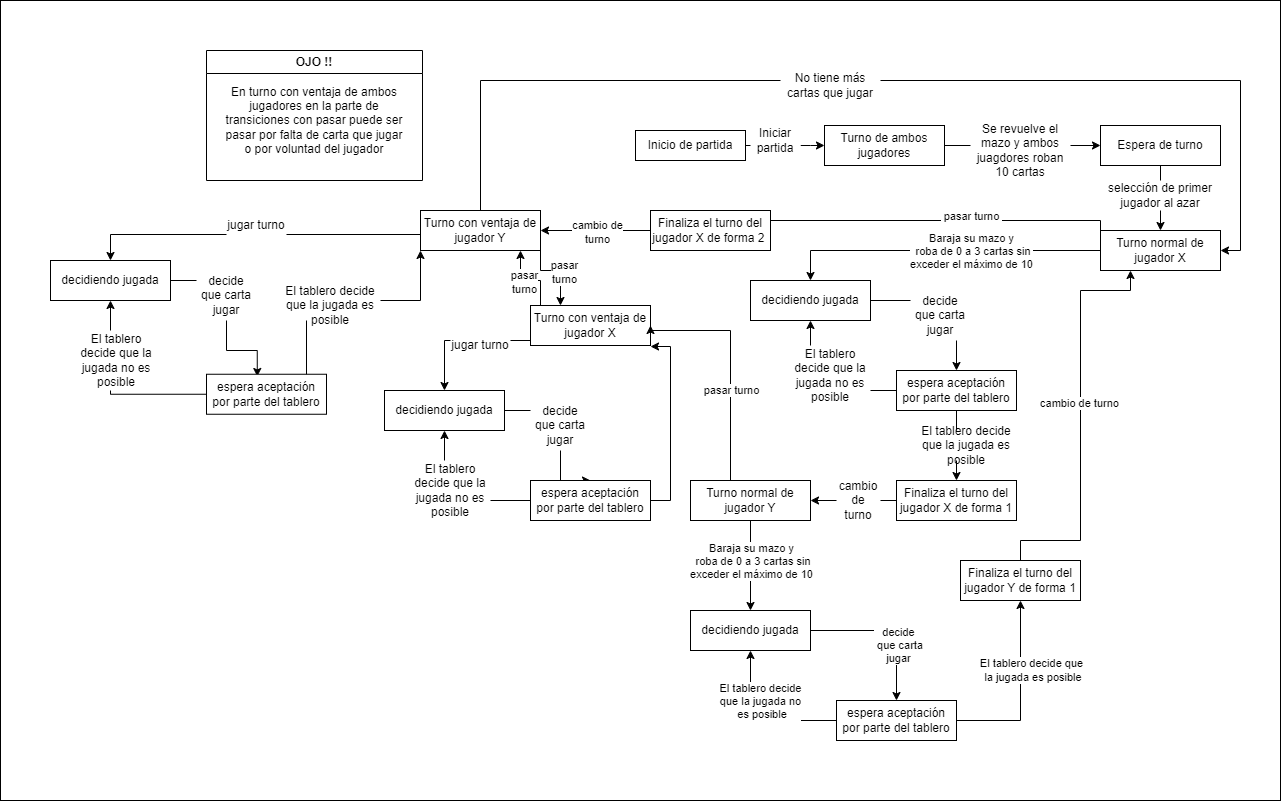 OJO !!
En turno con ventaja de ambos
jugadores en la parte de
transiciones con pasar puede ser
pasar por falta de carta que jugar
o por voluntad del jugador
No tiene más
cartas que jugar
Inicio de partida
Iniciar
partida
Turno de ambos
jugadores
Se revuelve el
mazo y ambos
juagdores roban
10 cartas
Espera de turno
selección de primer
jugador al azar
Turno normal de
jugador X
pasar turno
Finaliza el turno del
jugador X de forma 2
cambio de
turno
Turno con ventaja de
jugador Y
jugar turno
decidiendo jugada
decide
que carta
jugar
El tablero decide
que la jugada es
posible
El tablero
decide que la
jugada no es
posible
espera aceptación
por parte del tablero
pasar
turno
pasar
turno
Turno con ventaja de
jugador X
jugar turno
decidiendo jugada
decide
que carta
jugar
El tablero
decide que la
jugada no es
posible
espera aceptación
por parte del tablero
Baraja su mazo y
roba de 0 a 3 cartas sin
exceder el máximo de 10
decidiendo jugada
decide
que carta
jugar
El tablero
decide que la
jugada no es
posible
espera aceptación
por parte del tablero
El tablero decide
que la jugada es
posible
Finaliza el turno del
jugador X de forma 1
cambio
de
turno
Turno normal de
jugador Y
pasar turno
Baraja su mazo y
roba de 0 a 3 cartas sin
exceder el máximo de 10
decidiendo jugada
decide
que carta
jugar
El tablero decide
que la jugada no
es posible
espera aceptación
por parte del tablero
El tablero decide que
la jugada es posible
Finaliza el turno del
jugador Y de forma 1
cambio de turno